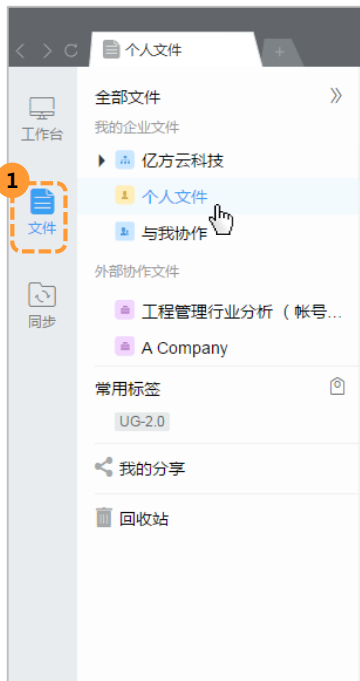 个人文件
全部文件
我的企业文件
工作台
亿方云科技
1
个人文件
文件
与我协作
外部协作文件
同步
工程管理行业分析（帐号...
A Company
常用标签
UG-2.0
我的分享
回收站